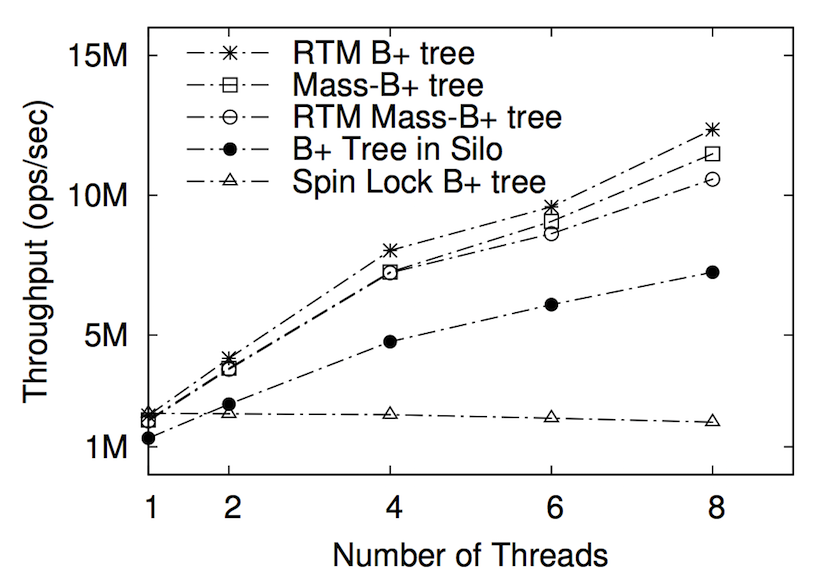 15M
10M
5M
1M
Throughput (ops/sec)
RTM B+ tree
Mass-B+ tree
RTM Mass-B+ tree
B+ Tree in Silo
Spin Lock B+ tree
1 2 4 6 8
Number of Threads